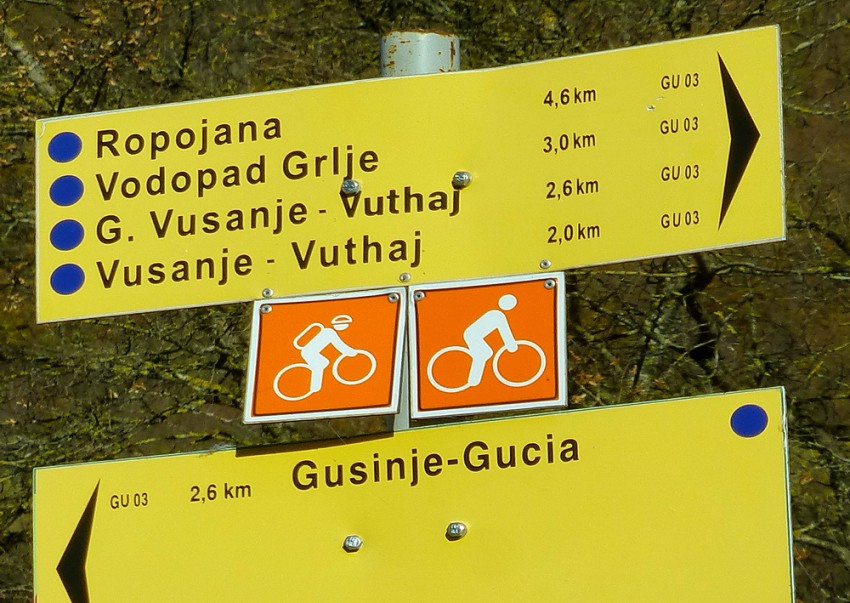 Ropojana 4,6 km GU 03
Vodopad Grlje 3,0 km GU 03
G. Vusanje - Vuthaj 2,6 km GU 03
Vusanje - Vuthaj 2,0 km GU 03
Gusinje-Gucia
GU 03 2,6 km